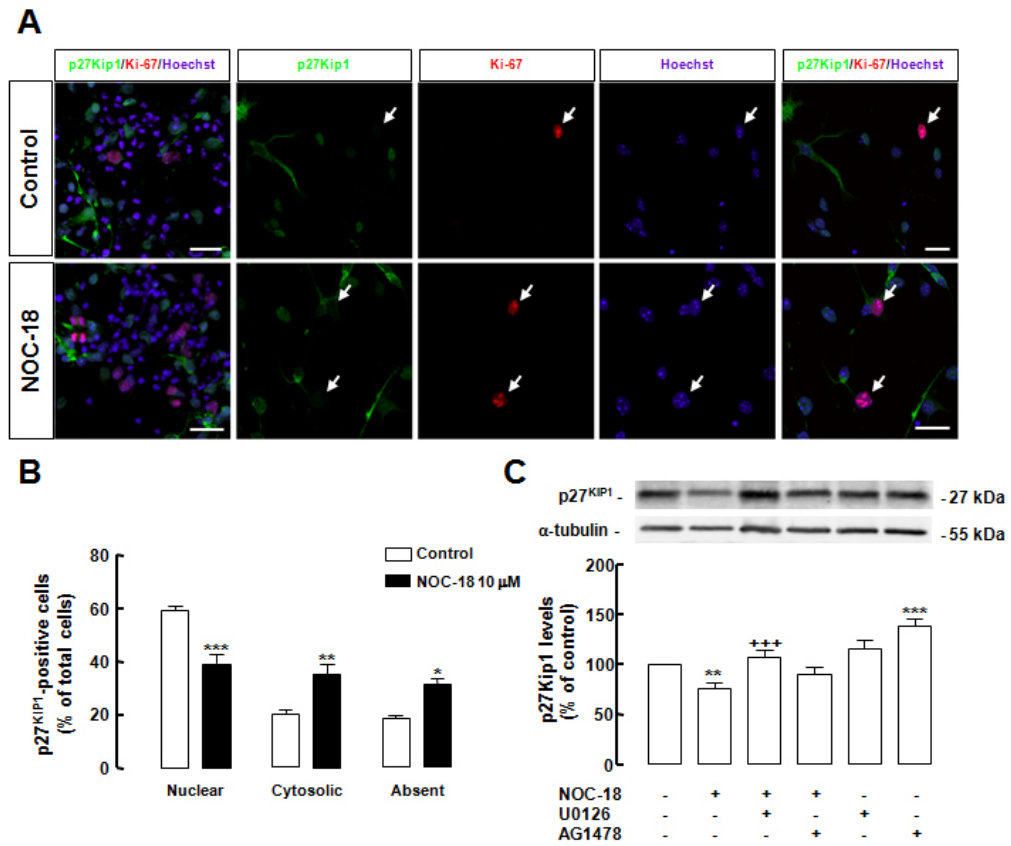 A
p27Kip1/Ki-67/Hoechst p27Kip1 Ki-67 Hoechst p27Kip1/Ki-67/Hoechst
Control
NOC-18
B
p27KIP1-positive cells
(% of total cells)
80
60
40
20
0
Control
NOC-18 10 μM
***
**
*
Nuclear Cytosolic Absent
C
p27KIP1 - - 27 kDa
α-tubulin - - 55 kDa
p27Kip1 levels
(% of control)
200
150
100
50
0
**
+++
***
NOC-18 - + + + - -
U0126 - - + - + -
AG1478 - - - + - +